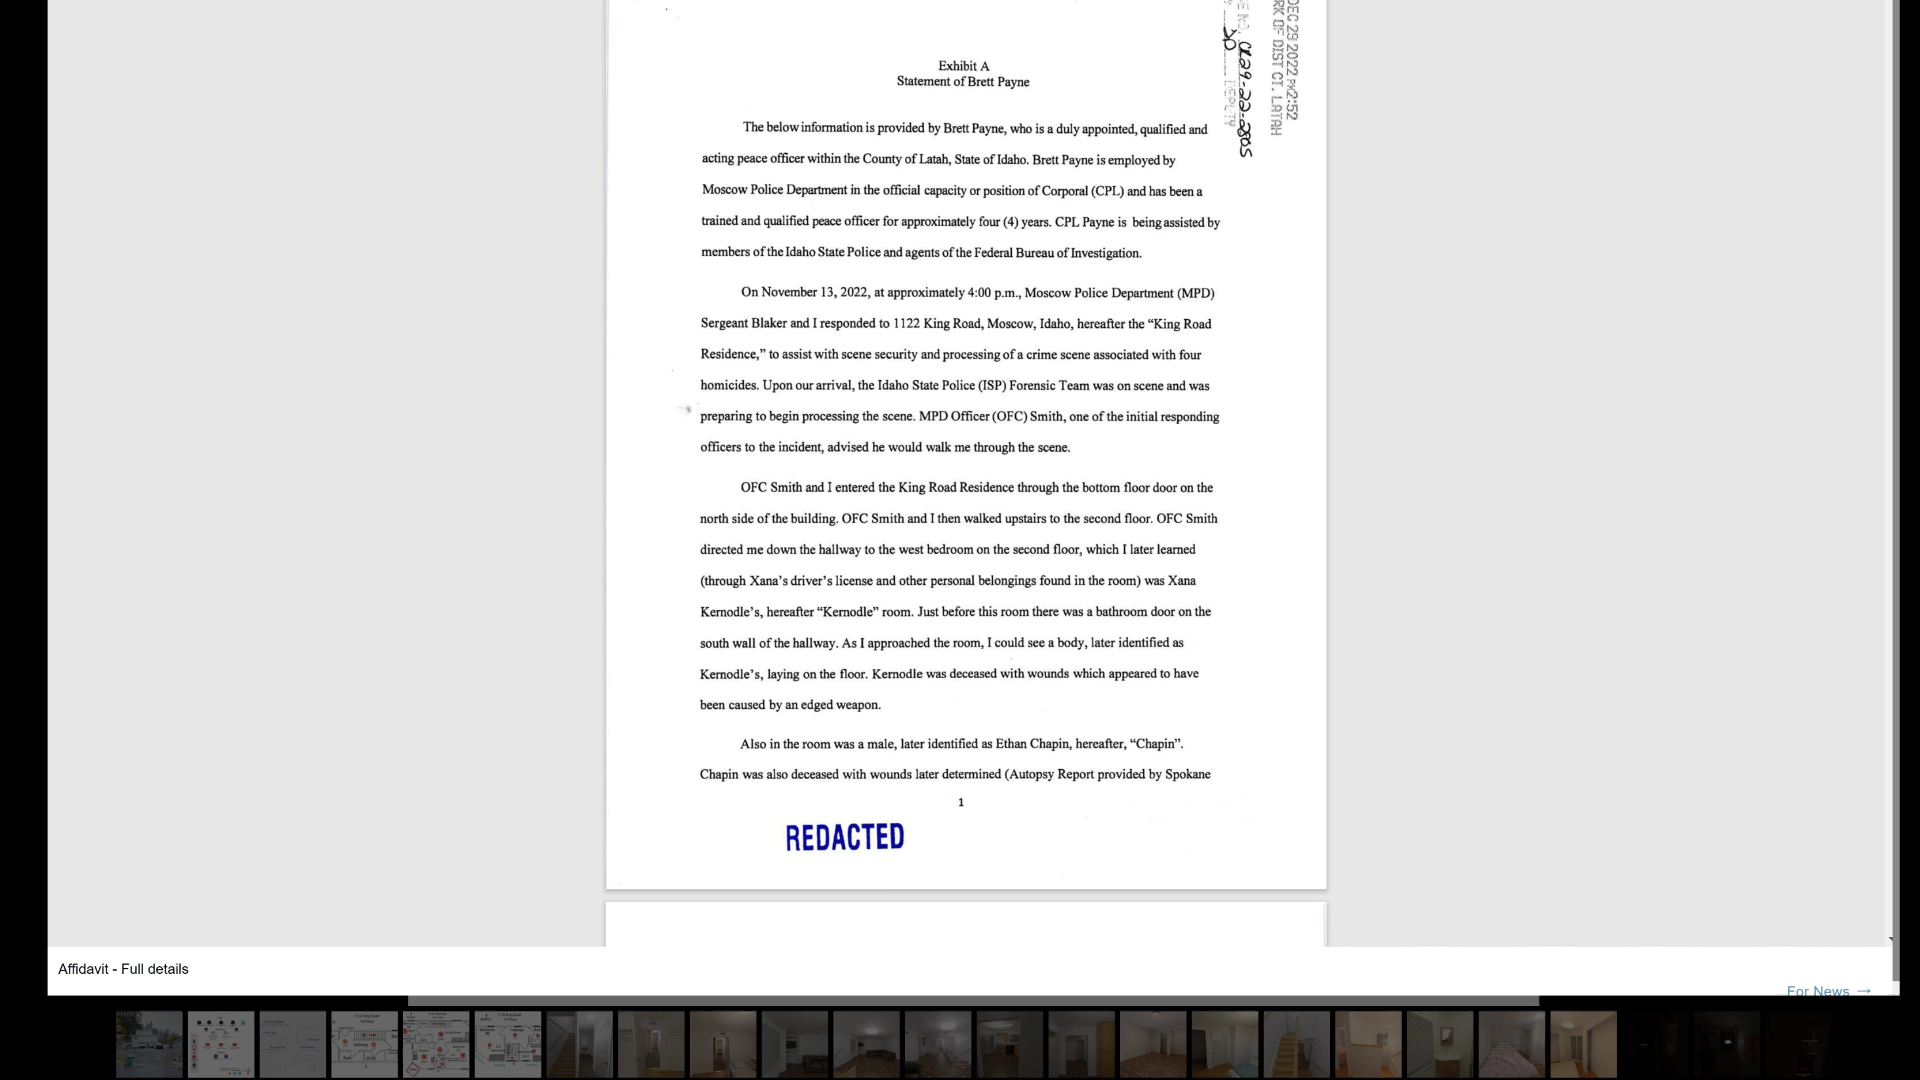 DEC 29 2022 PM2:52
RK OF DIST CT. LATAH
CR29-22-2805
DEPUTY
Exhibit A
Statement of Brett Payne
The below information is provided by Brett Payne, who is a duly appointed, qualified and
acting peace officer within the County of Latah, State of Idaho. Brett Payne is employed by
Moscow Police Department in the official capacity or position of Corporal (CPL) and has been a
trained and qualified peace officer for approximately four (4) years. CPL Payne is being assisted by
members of the Idaho State Police and agents of the Federal Bureau of Investigation.
On November 13, 2022, at approximately 4:00 p.m., Moscow Police Department (MPD)
Sergeant Blaker and I responded to 1122 King Road, Moscow, Idaho, hereafter the “King Road
Residence,” to assist with scene security and processing of a crime scene associated with four
homicides. Upon our arrival, the Idaho State Police (ISP) Forensic Team was on scene and was
preparing to begin processing the scene. MPD Officer (OFC) Smith, one of the initial responding
officers to the incident, advised he would walk me through the scene.
OFC Smith and I entered the King Road Residence through the bottom floor door on the
north side of the building. OFC Smith and I then walked upstairs to the second floor. OFC Smith
directed me down the hallway to the west bedroom on the second floor, which I later learned
(through Xana’s driver’s license and other personal belongings found in the room) was Xana
Kernodle’s, hereafter “Kernodle” room. Just before this room there was a bathroom door on the
south wall of the hallway. As I approached the room, I could see a body, later identified as
Kernodle’s, laying on the floor. Kernodle was deceased with wounds which appeared to have
been caused by an edged weapon.
Also in the room was a male, later identified as Ethan Chapin, hereafter, “Chapin”.
Chapin was also deceased with wounds later determined (Autopsy Report provided by Spokane
1
REDACTED
Affidavit - Full details
For News →